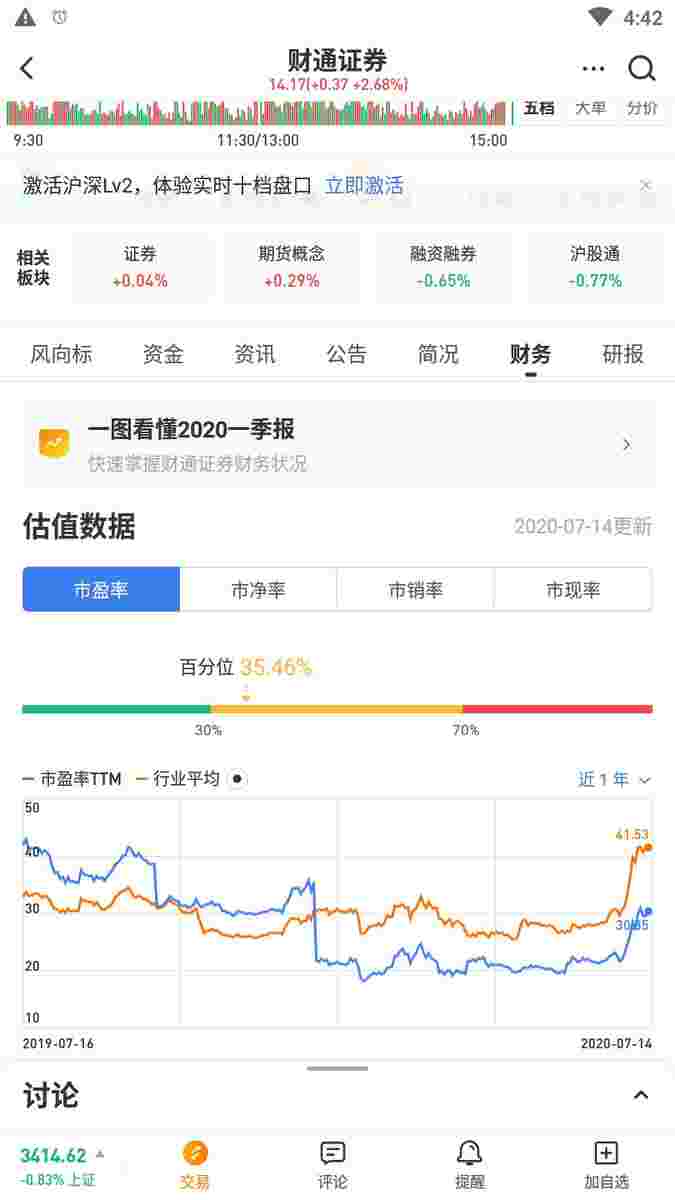 4:42
财通证券
14.17(+0.37 +2.68%)
五档 大单 分价
9:30 11:30/13:00 15:00
激活沪深Lv2，体验实时十档盘口 立即激活
相关板块
证券 期货概念 融资融券 沪股通
+0.04% +0.29% -0.65% -0.77%
风向标 资金 资讯 公告 简况 财务 研报
一图看懂2020一季报
快速掌握财通证券财务状况
估值数据 2020-07-14更新
市盈率 市净率 市销率 市现率
百分位 35.46%
30% 70%
市盈率TTM 行业平均 近1年
50
41.53
40
30
30.65
20
10
2019-07-16 2020-07-14
讨论
3414.62
-0.83% 上证
交易 评论 提醒 加自选